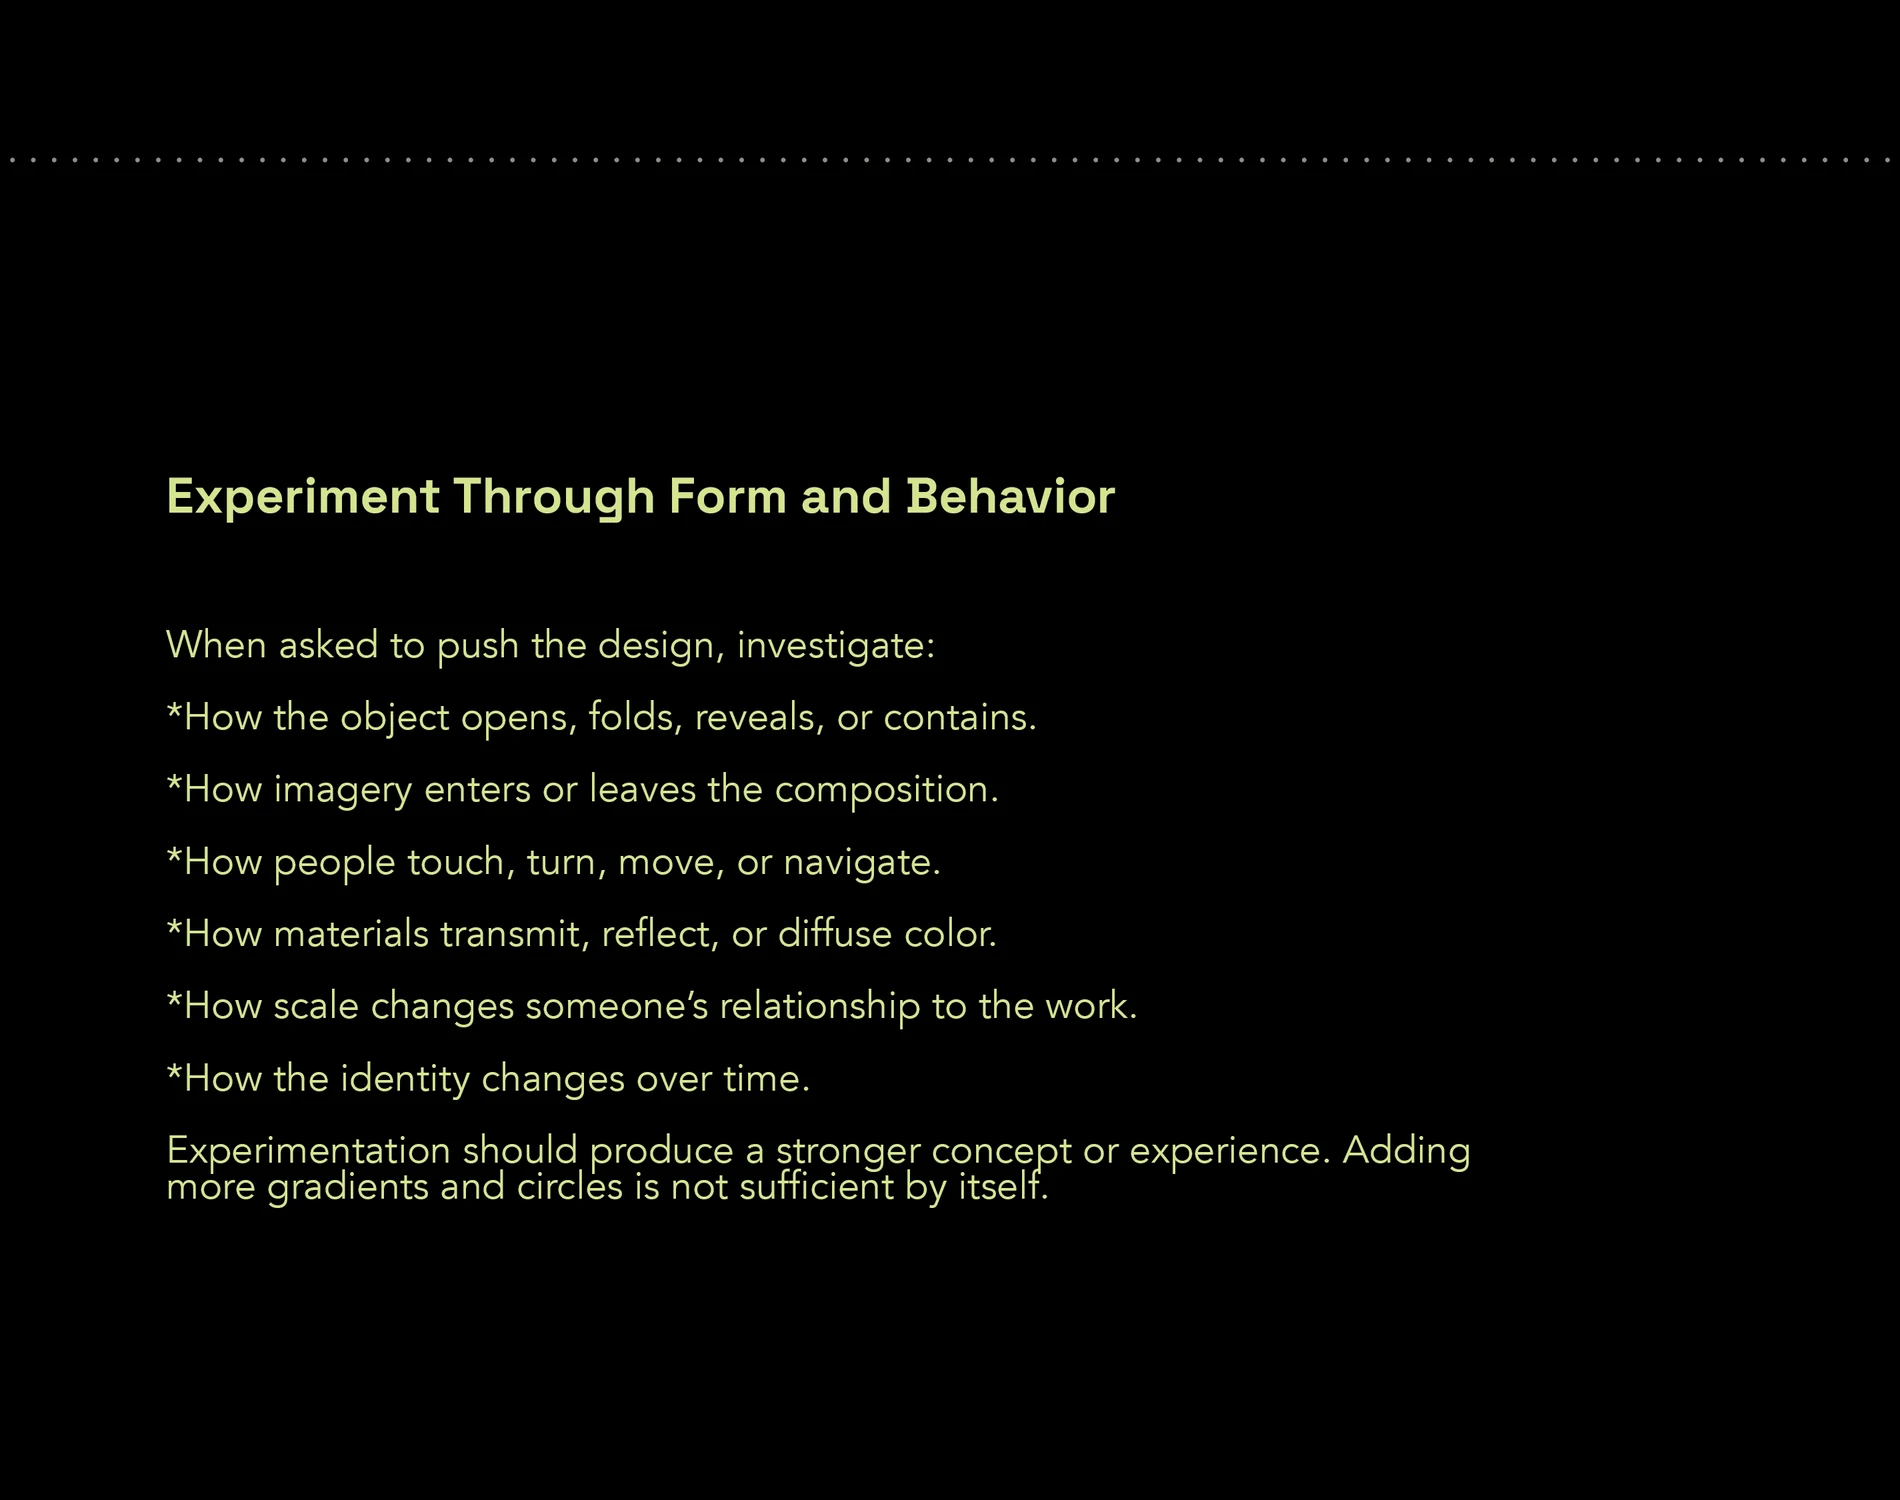 Experiment Through Form and Behavior
When asked to push the design, investigate:
*How the object opens, folds, reveals, or contains.
*How imagery enters or leaves the composition.
*How people touch, turn, move, or navigate.
*How materials transmit, reflect, or diffuse color.
*How scale changes someone’s relationship to the work.
*How the identity changes over time.
Experimentation should produce a stronger concept or experience. Adding
more gradients and circles is not sufficient by itself.